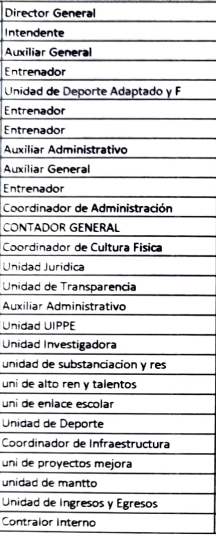 Director General
Intendente
Auxiliar General
Entrenador
Unidad de Deporte Adaptado y F
Entrenador
Entrenador
Auxiliar Administrativo
Auxiliar General
Entrenador
Coordinador de Administración
CONTADOR GENERAL
Coordinador de Cultura Fisica
Unidad Juridica
Unidad de Transparencia
Auxiliar Administrativo
Unidad UIPPE
Unidad Investigadora
unidad de substanciacion y res
uni de alto ren y talentos
uni de enlace escolar
Unidad de Deporte
Coordinador de Infraestructura
uni de proyectos mejora
unidad de mantto
Unidad de Ingresos y Egresos
Contralor Interno